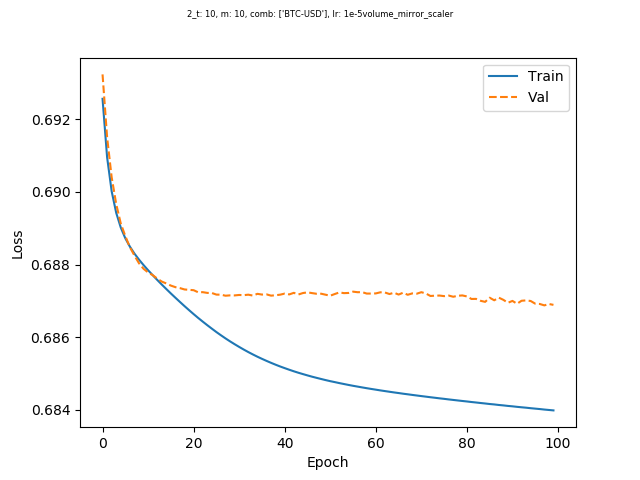 2_t: 10, m: 10, comb: ['BTC-USD'], lr: 1e-5volume_mirror_scaler
Train
Val
0.692
0.690
0.688
0.686
0.684
Loss
0 20 40 60 80 100
Epoch